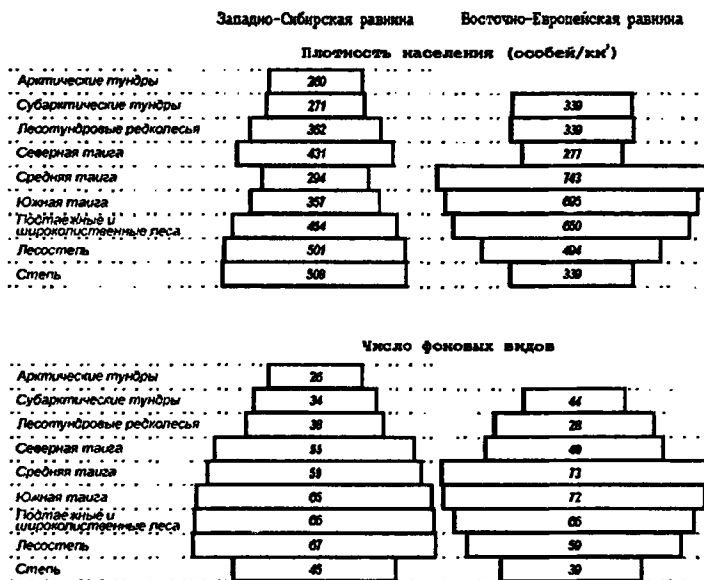 Западно-Сибирская равнина Восточно-Европейская равнина
Плотность населения (особей/км²)
Арктические тундры 260
Субарктические тундры 271 339
Лесотундровые редколесья 362 339
Северная тайга 431 277
Средняя тайга 294 743
Южная тайга 357 695
Подтаежные и широколиственные леса 454 650
Лесостепь 501 494
Степь 508 339
Число фоновых видов
Арктические тундры 26
Субарктические тундры 34 44
Лесотундровые редколесья 38 28
Северная тайга 55 49
Средняя тайга 59 73
Южная тайга 65 72
Подтаежные и широколиственные леса 66 65
Лесостепь 67 59
Степь 45 39